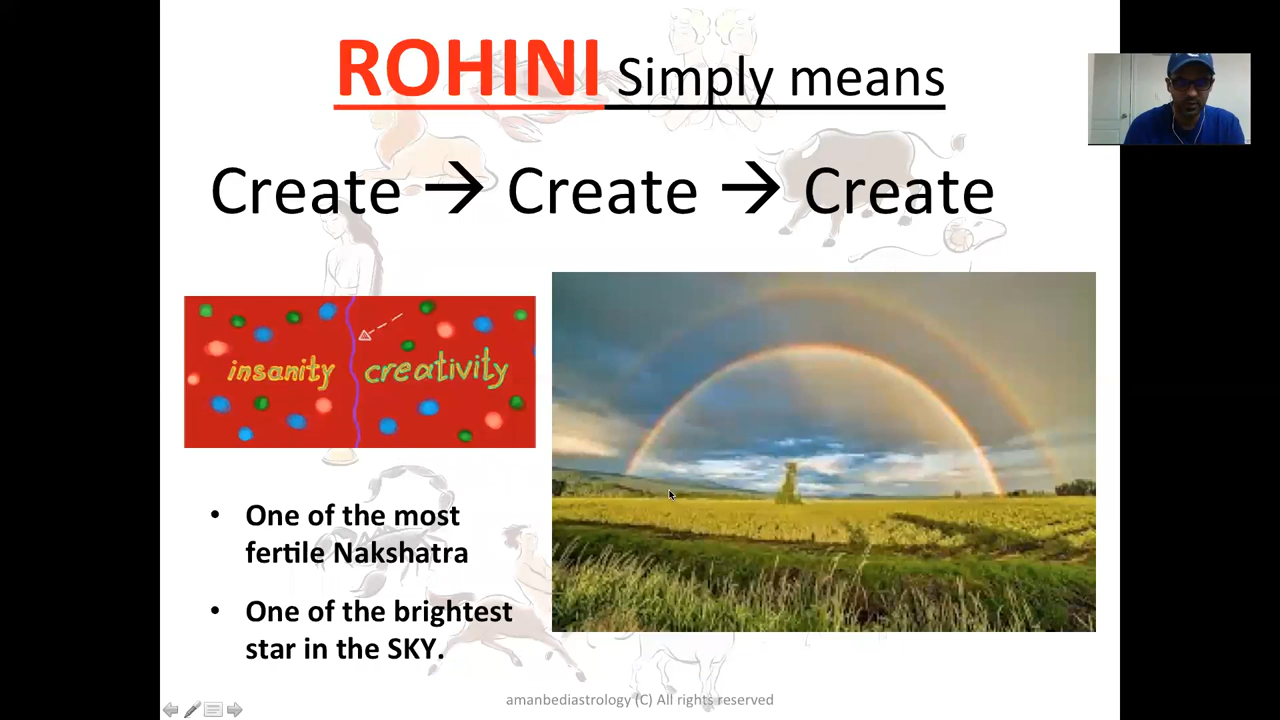 ROHINI Simply means
Create → Create → Create
insanity creativity
• One of the most
fertile Nakshatra
• One of the brightest
star in the SKY.
amanbediastrology (C) All rights reserved